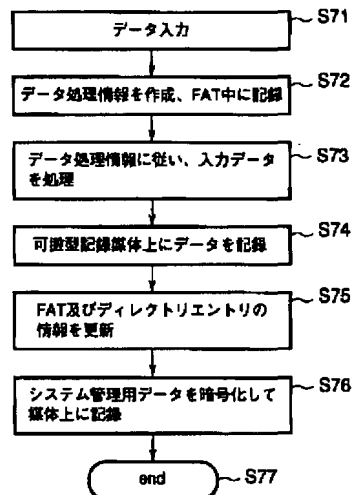 データ入力 S71
データ処理情報を作成、FAT中に記録 S72
データ処理情報に従い、入力データ S73
を処理
可搬型記録媒体上にデータを記録 S74
FAT及びディレクトリエントリの S75
情報を更新
システム管理用データを暗号化して S76
媒体上に記録
end S77